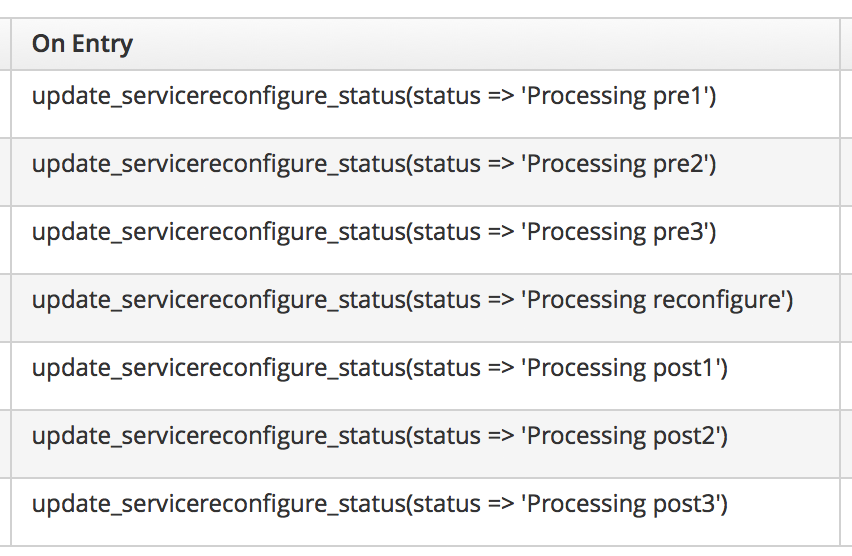 On Entry
update_servicereconfigure_status(status => 'Processing pre1')
update_servicereconfigure_status(status => 'Processing pre2')
update_servicereconfigure_status(status => 'Processing pre3')
update_servicereconfigure_status(status => 'Processing reconfigure')
update_servicereconfigure_status(status => 'Processing post1')
update_servicereconfigure_status(status => 'Processing post2')
update_servicereconfigure_status(status => 'Processing post3')